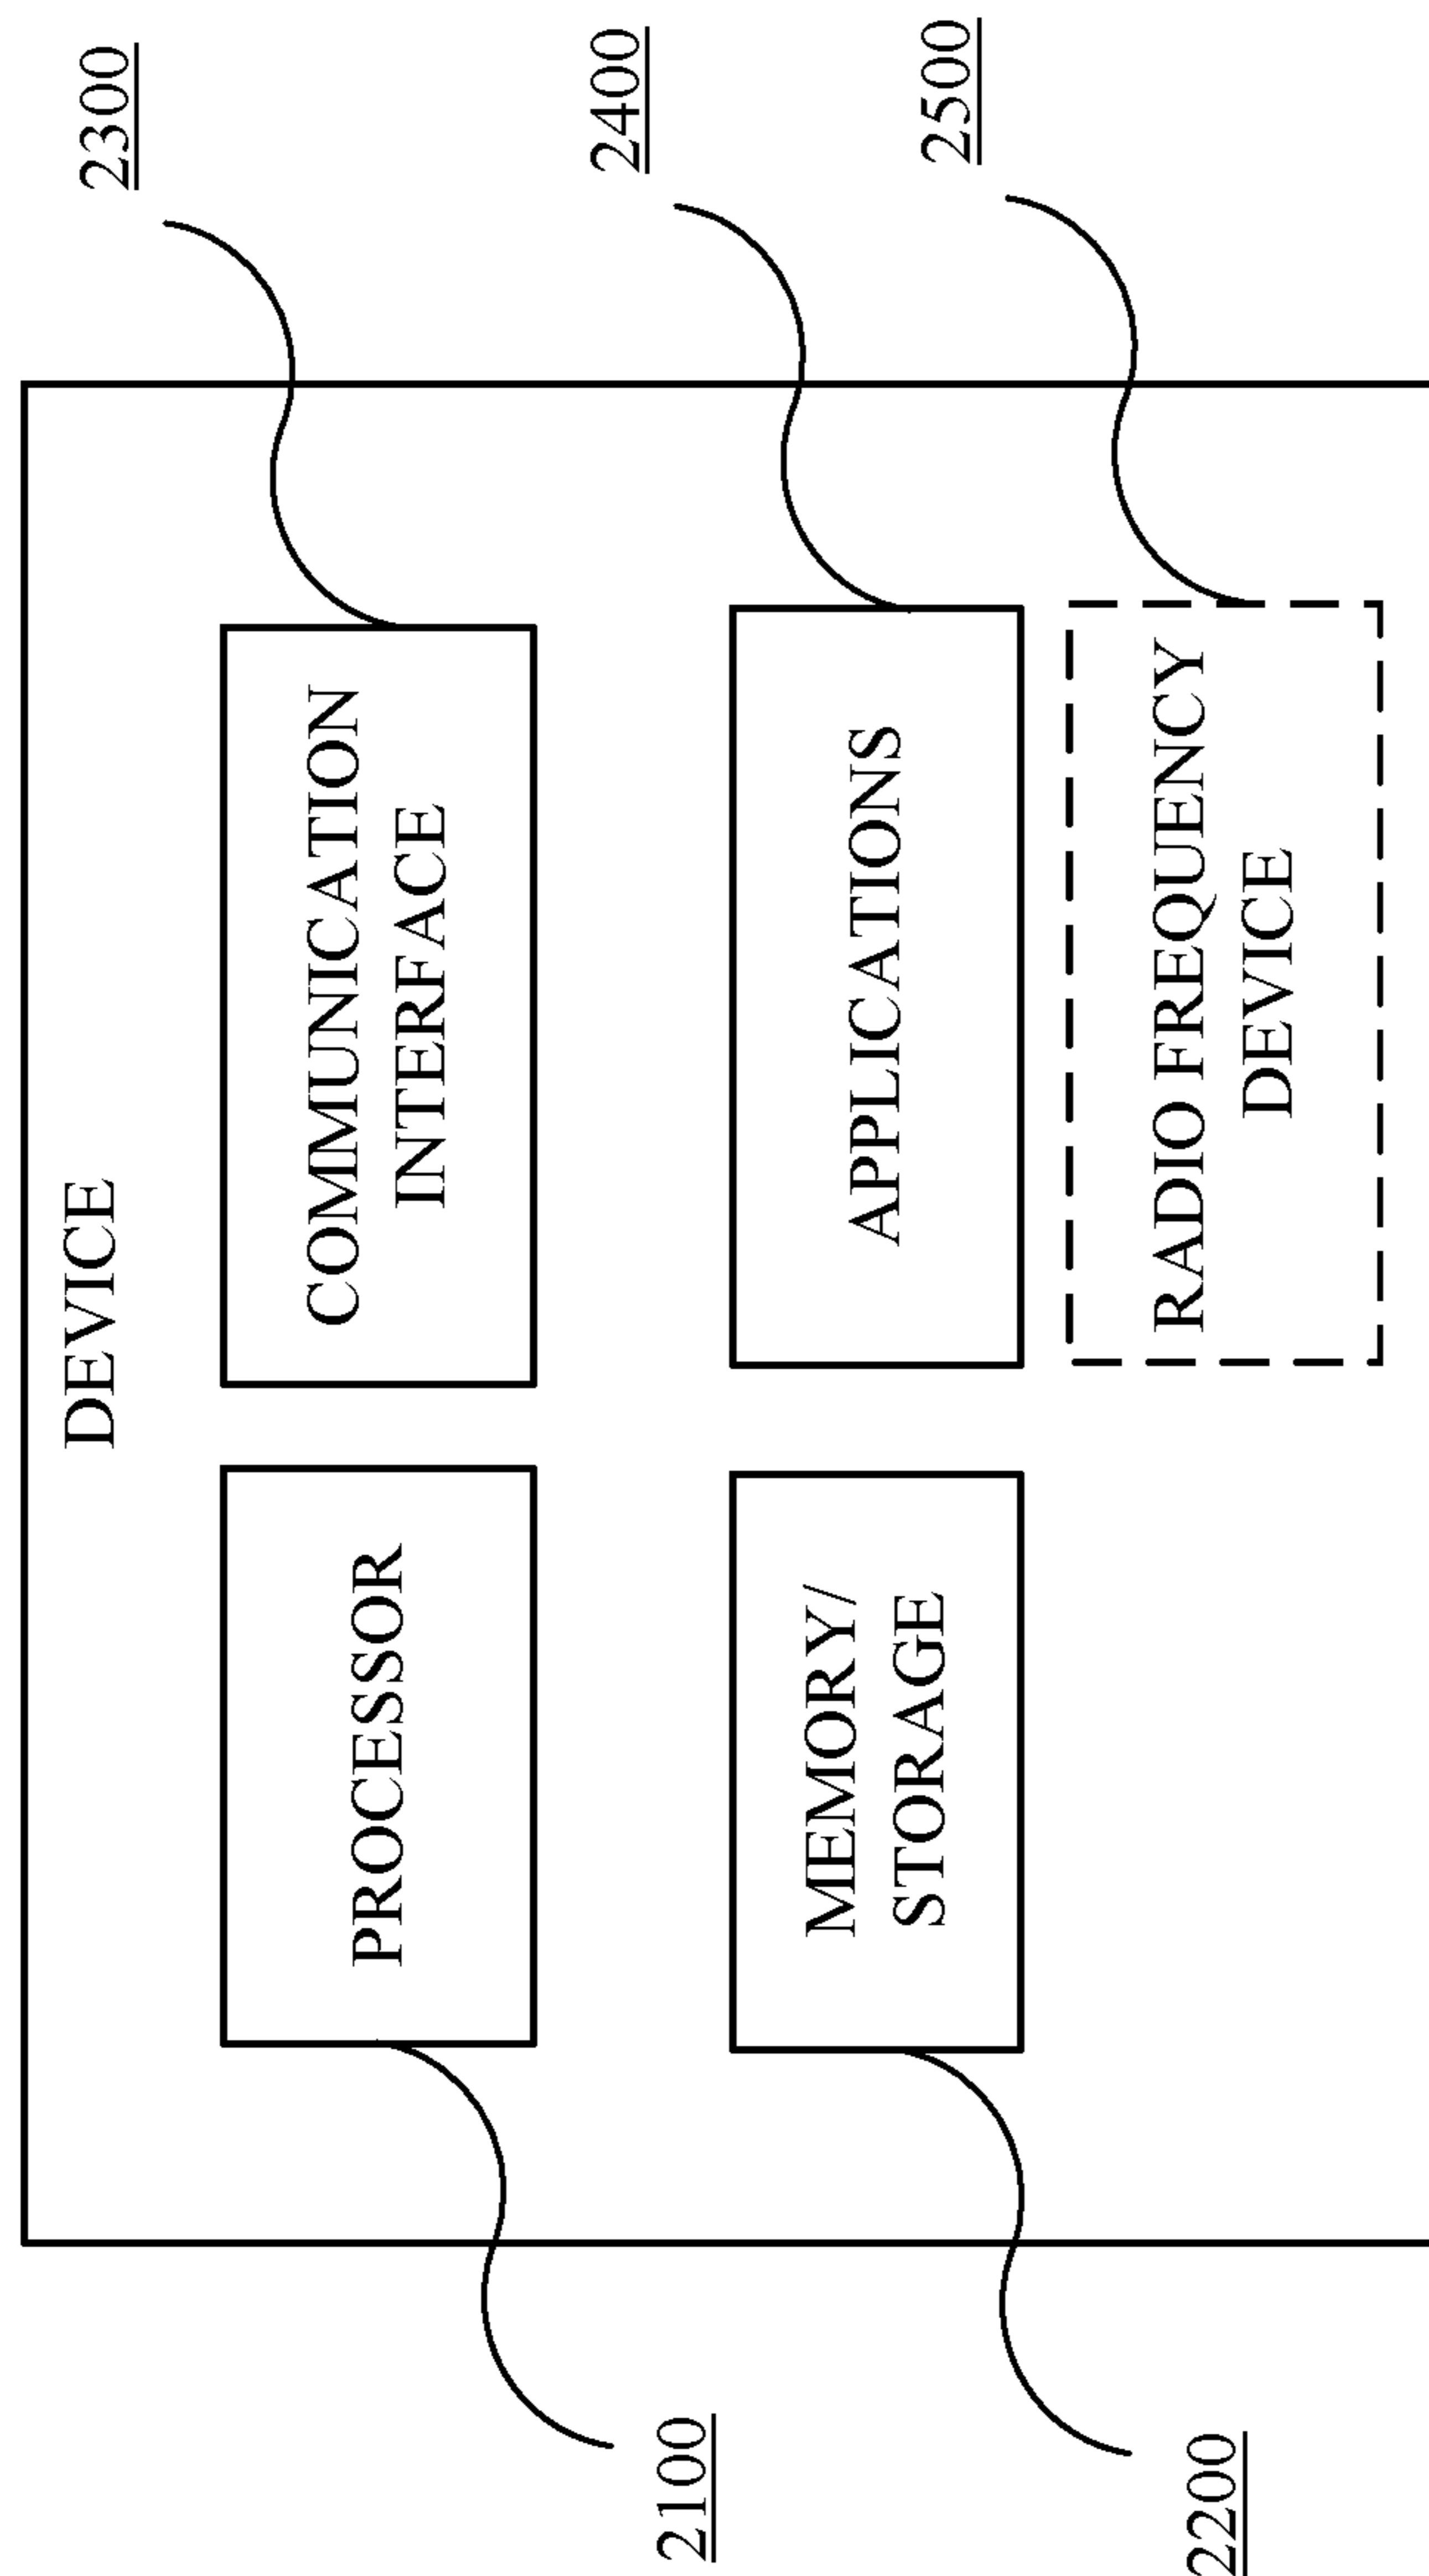 DEVICE
PROCESSOR
COMMUNICATION
INTERFACE
2300
MEMORY/
STORAGE
APPLICATIONS
2400
2100
RADIO FREQUENCY
DEVICE
2500
2200